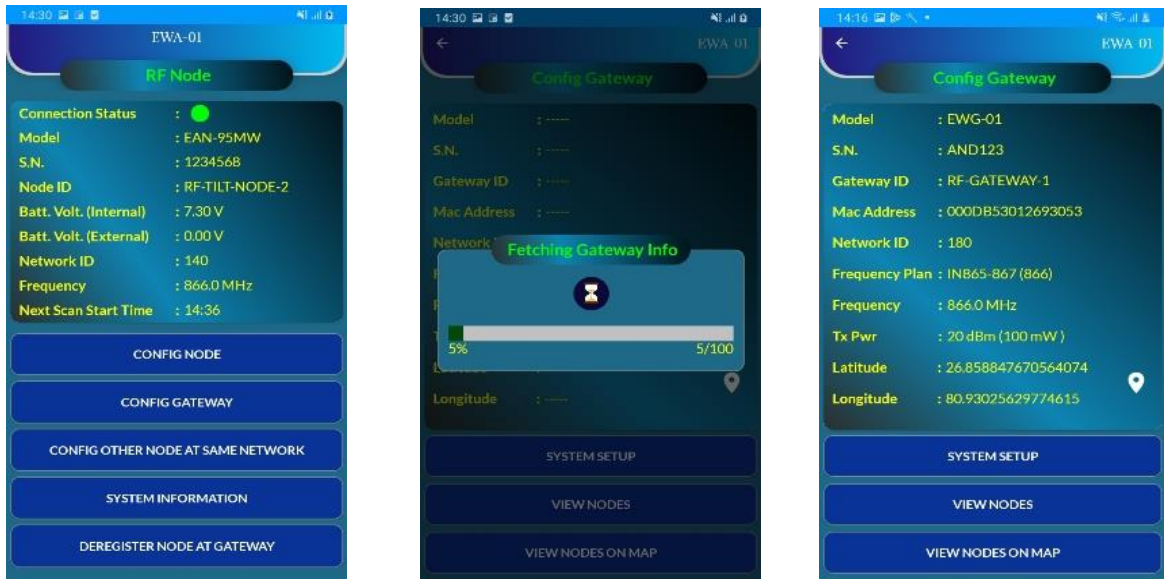 14:30
EWA-01
RF Node
Connection Status :
Model : EAN-95MW
S.N. : 1234568
Node ID : RF-TILT-NODE-2
Batt. Volt. (Internal) : 7.30 V
Batt. Volt. (External) : 0.00 V
Network ID : 140
Frequency : 866.0 MHz
Next Scan Start Time : 14:36
CONFIG NODE
CONFIG GATEWAY
CONFIG OTHER NODE AT SAME NETWORK
SYSTEM INFORMATION
DEREGISTER NODE AT GATEWAY
14:30
EWA 01
Config Gateway
Model : -----
S.N. : -----
Gateway ID : -----
Mac Address : -----
Network
Fetching Gateway Info
5% 5/100
Longitude : -----
SYSTEM SETUP
VIEW NODES
VIEW NODES ON MAP
14:16
EWA 01
Config Gateway
Model : EWG-01
S.N. : AND123
Gateway ID : RF-GATEWAY-1
Mac Address : 000DB53012693053
Network ID : 180
Frequency Plan : IN865-867 (866)
Frequency : 866.0 MHz
Tx Pwr : 20 dBm (100 mW )
Latitude : 26.858847670564074
Longitude : 80.93025629774615
SYSTEM SETUP
VIEW NODES
VIEW NODES ON MAP